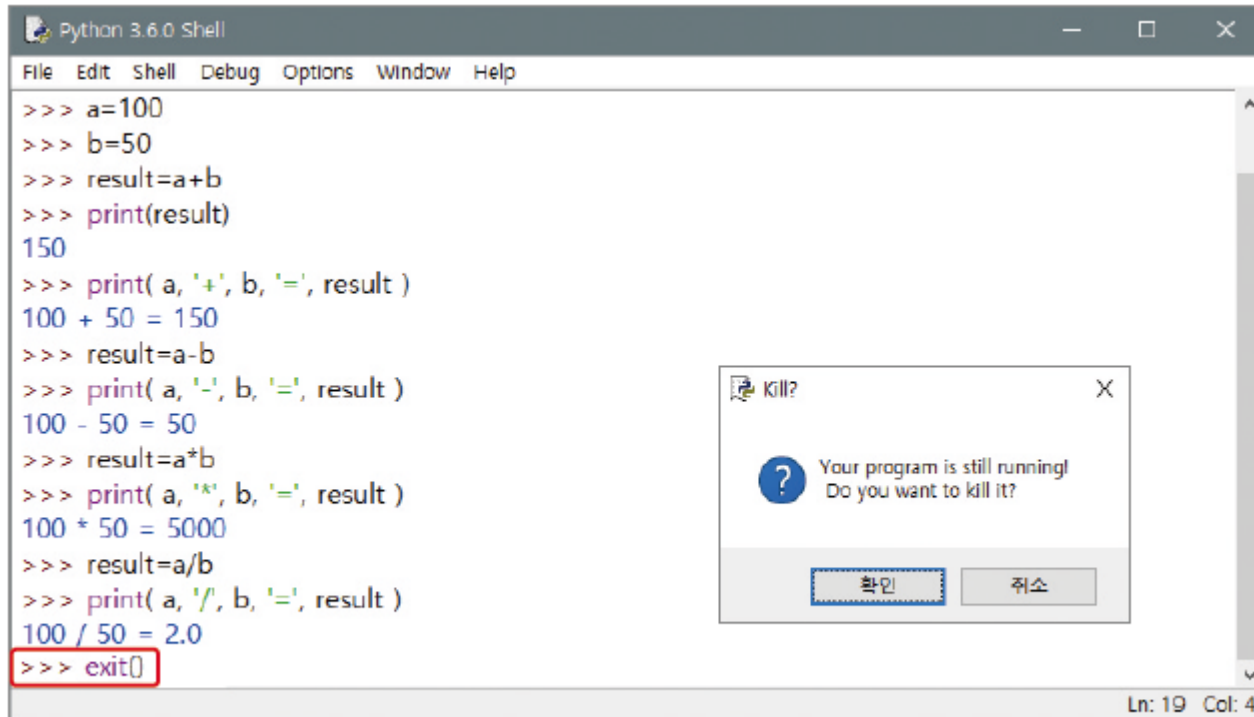 Python 3.6.0 Shell
File Edit Shell Debug Options Window Help
>>> a=100
>>> b=50
>>> result=a+b
>>> print(result)
150
>>> print( a, '+', b, '=', result )
100 + 50 = 150
>>> result=a-b
>>> print( a, '-', b, '=', result )
100 - 50 = 50
>>> result=a*b
>>> print( a, '*', b, '=', result )
100 * 50 = 5000
>>> result=a/b
>>> print( a, '/', b, '=', result )
100 / 50 = 2.0
>>> exit()
Kill?
Your program is still running!
Do you want to kill it?
확인 취소
Ln: 19 Col: 4